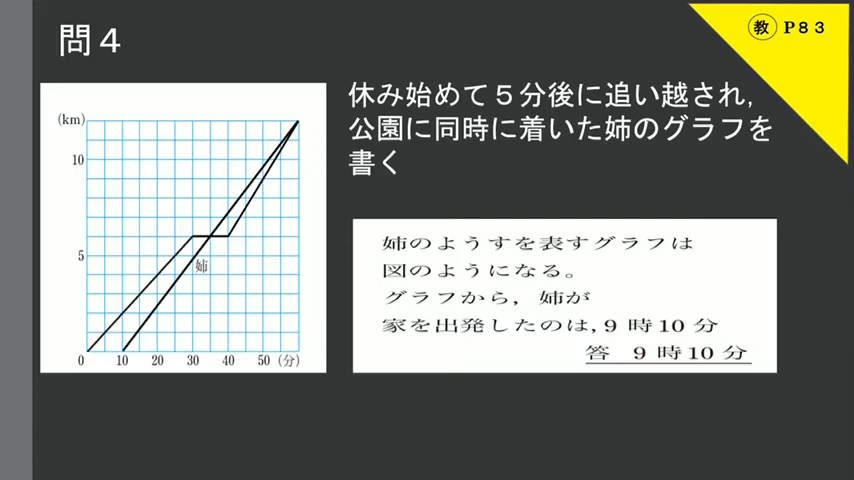 問４
教 P８３
休み始めて５分後に追い越され，
公園に同時に着いた姉のグラフを
書く
(km)
10
5
姉
0 10 20 30 40 50 (分)
姉のようすを表すグラフは
図のようになる。
グラフから，姉が
家を出発したのは，９時10分
答 ９時10分